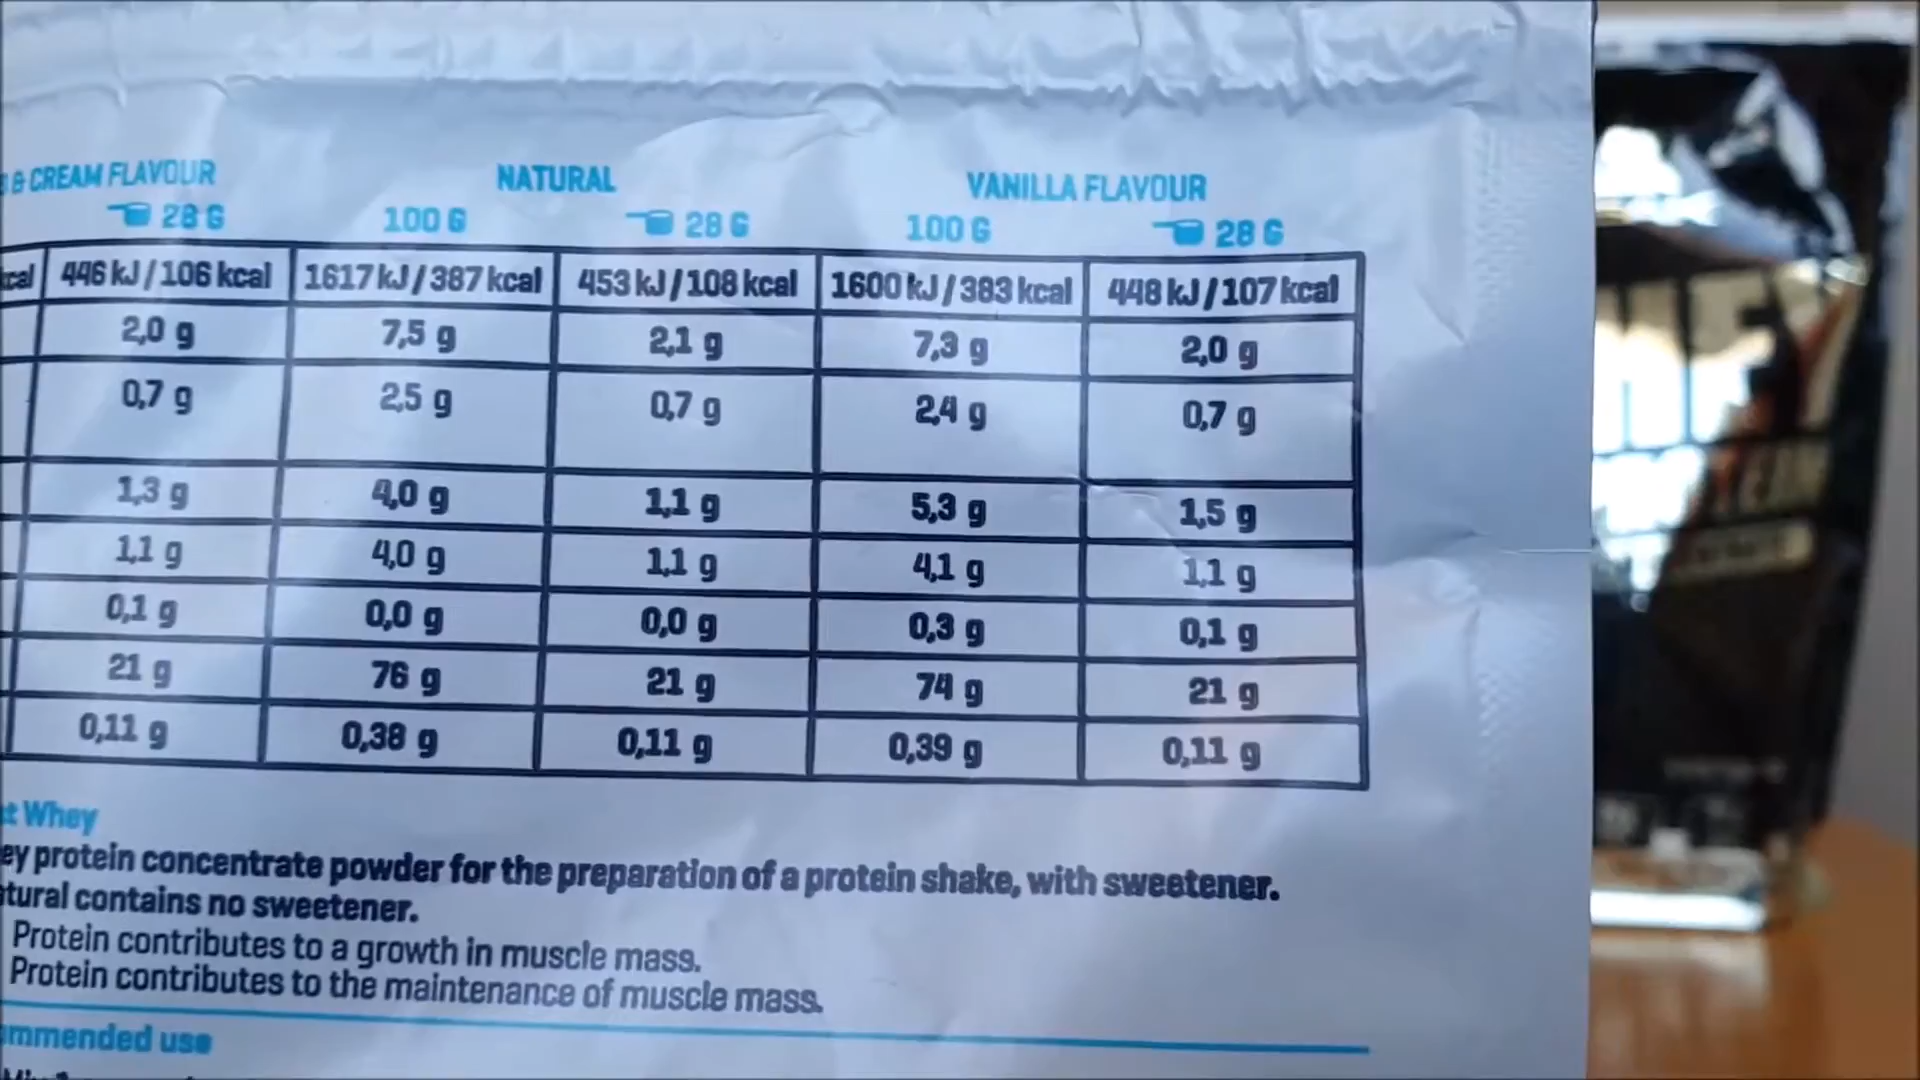 & CREAM FLAVOUR NATURAL VANILLA FLAVOUR
28 G 100 G 28 G 100 G 28 G
446 kJ/106 kcal 1617 kJ/387 kcal 453 kJ/108 kcal 1600 kJ/383 kcal 448 kJ/107 kcal
2,0 g 7,5 g 2,1 g 7,3 g 2,0 g
0,7 g 2,5 g 0,7 g 2,4 g 0,7 g
1,3 g 4,0 g 1,1 g 5,3 g 1,5 g
1,1 g 4,0 g 1,1 g 4,1 g 1,1 g
0,1 g 0,0 g 0,0 g 0,3 g 0,1 g
21 g 76 g 21 g 74 g 21 g
0,11 g 0,38 g 0,11 g 0,39 g 0,11 g
Whey
protein concentrate powder for the preparation of a protein shake, with sweetener.
contains no sweetener.
Protein contributes to a growth in muscle mass.
Protein contributes to the maintenance of muscle mass.
use